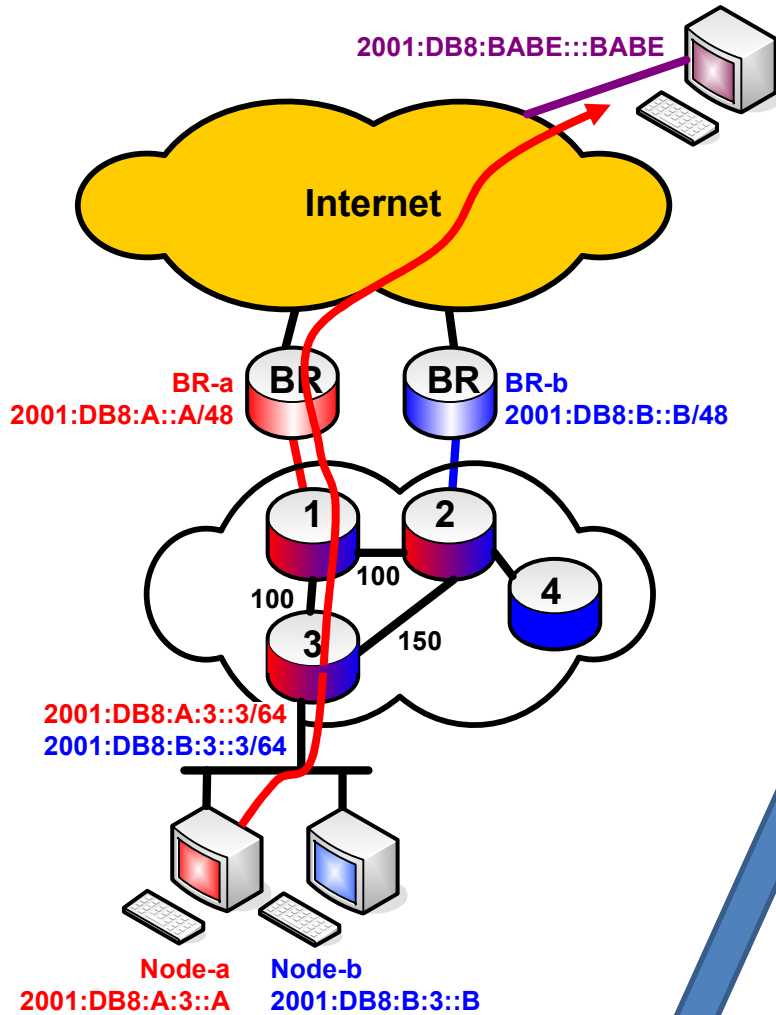 2001:DB8:BABE:::BABE
Internet
BR
BR
BR-a
2001:DB8:A::A/48
BR-b
2001:DB8:B::B/48
1
2
100
4
100
3
150
2001:DB8:A:3::3/64
2001:DB8:B:3::3/64
Node-a
2001:DB8:A:3::A
Node-b
2001:DB8:B:3::B